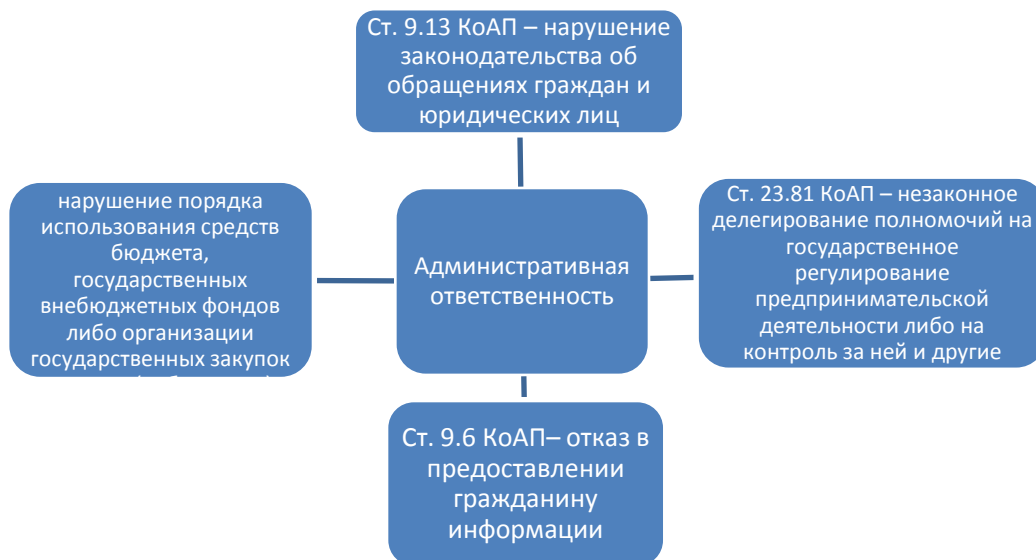 Ст. 9.13 КоАП – нарушение
законодательства об
обращениях граждан и
юридических лиц
нарушение порядка
использования средств
бюджета,
государственных
внебюджетных фондов
либо организации
государственных закупок
Административная
ответственность
Ст. 23.81 КоАП – незаконное
делегирование полномочий на
государственное
регулирование
предпринимательской
деятельности либо на
контроль за ней и другие
Ст. 9.6 КоАП– отказ в
предоставлении
гражданину
информации